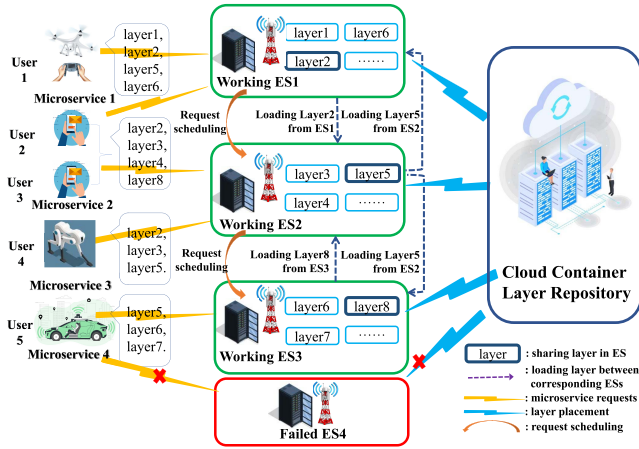 User
1
layer1,
layer2,
layer5,
layer6.
Microservice 1
User
2
User
3
layer2,
layer3,
layer4,
layer8
Microservice 2
User
4
layer2,
layer3,
layer5.
Microservice 3
User
5
layer5,
layer6,
layer7.
Microservice 4
layer1
layer6
layer2
······
Working ES1
Request
scheduling
Loading Layer2
from ES1
Loading Layer5
from ES2
layer3
layer5
layer4
······
Working ES2
Request
scheduling
Loading Layer8
from ES3
Loading Layer5
from ES2
layer6
layer8
layer7
······
Working ES3
Failed ES4
Cloud Container
Layer Repository
layer : sharing layer in ES
: loading layer between
corresponding ESs
: microservice requests
: layer placement
: request scheduling